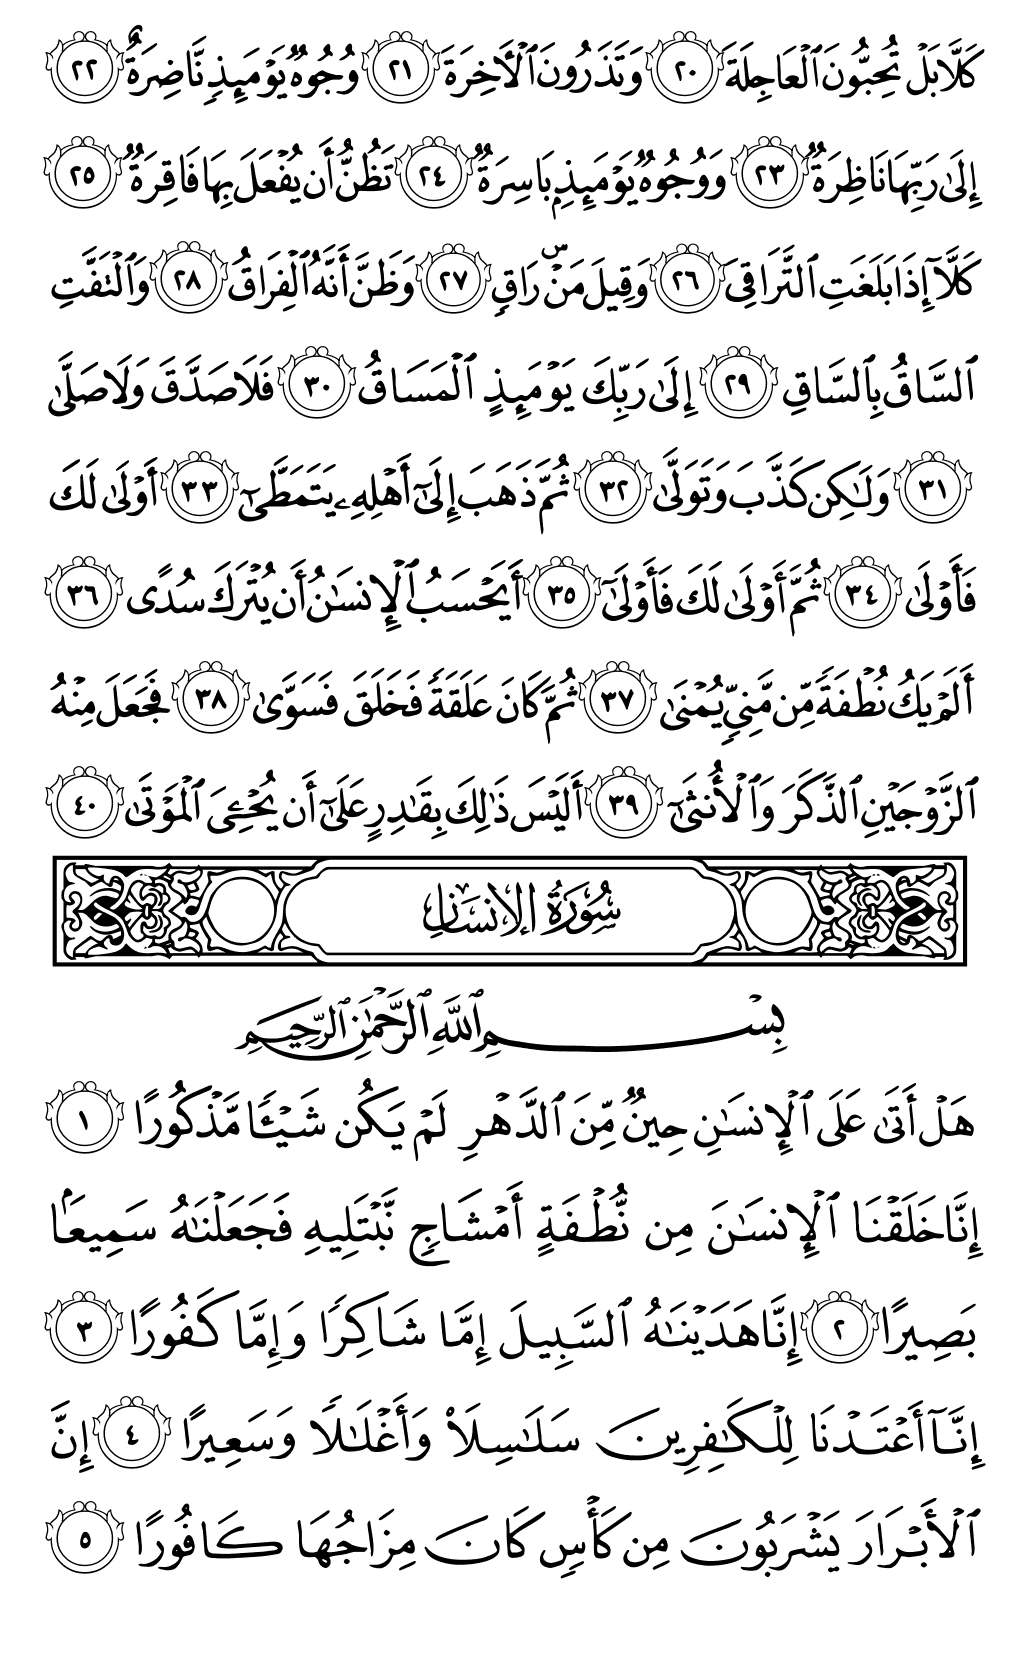 كَلَّا بَلۡ تُحِبُّونَ ٱلۡعَاجِلَةَ ٢٠ وَتَذَرُونَ ٱلۡأٓخِرَةَ ٢١ وُجُوهٞ يَوۡمَئِذٖ نَّاضِرَةٌ ٢٢
إِلَىٰ رَبِّهَا نَاظِرَةٞ ٢٣ وَوُجُوهٞ يَوۡمَئِذِۭ بَاسِرَةٞ ٢٤ تَظُنُّ أَن يُفۡعَلَ بِهَا فَاقِرَةٞ ٢٥
كَلَّآ إِذَا بَلَغَتِ ٱلتَّرَاقِيَ ٢٦ وَقِيلَ مَنۡۜ رَاقٖ ٢٧ وَظَنَّ أَنَّهُ ٱلۡفِرَاقُ ٢٨ وَٱلۡتَفَّتِ
ٱلسَّاقُ بِٱلسَّاقِ ٢٩ إِلَىٰ رَبِّكَ يَوۡمَئِذٍ ٱلۡمَسَاقُ ٣٠ فَلَا صَدَّقَ وَلَا صَلَّىٰ
٣١ وَلَٰكِن كَذَّبَ وَتَوَلَّىٰ ٣٢ ثُمَّ ذَهَبَ إِلَىٰٓ أَهۡلِهِۦ يَتَمَطَّىٰٓ ٣٣ أَوۡلَىٰ لَكَ
فَأَوۡلَىٰ ٣٤ ثُمَّ أَوۡلَىٰ لَكَ فَأَوۡلَىٰٓ ٣٥ أَيَحۡسَبُ ٱلۡإِنسَٰنُ أَن يُتۡرَكَ سُدًى ٣٦
أَلَمۡ يَكُ نُطۡفَةٗ مِّن مَّنِيّٖ يُمۡنَىٰ ٣٧ ثُمَّ كَانَ عَلَقَةٗ فَخَلَقَ فَسَوَّىٰ ٣٨ فَجَعَلَ مِنۡهُ
ٱلزَّوۡجَيۡنِ ٱلذَّكَرَ وَٱلۡأُنثَىٰٓ ٣٩ أَلَيۡسَ ذَٰلِكَ بِقَٰدِرٍ عَلَىٰٓ أَن يُحۡـِۧيَ ٱلۡمَوۡتَىٰ ٤٠
سُورَةُ الإِنسَانِ
بِسۡمِ ٱللَّهِ ٱلرَّحۡمَٰنِ ٱلرَّحِيمِ
هَلۡ أَتَىٰ عَلَى ٱلۡإِنسَٰنِ حِينٞ مِّنَ ٱلدَّهۡرِ لَمۡ يَكُن شَيۡـٔٗا مَّذۡكُورًا ١
إِنَّا خَلَقۡنَا ٱلۡإِنسَٰنَ مِن نُّطۡفَةٍ أَمۡشَاجٖ نَّبۡتَلِيهِ فَجَعَلۡنَٰهُ سَمِيعَۢا
بَصِيرًا ٢ إِنَّا هَدَيۡنَٰهُ ٱلسَّبِيلَ إِمَّا شَاكِرٗا وَإِمَّا كَفُورًا ٣
إِنَّآ أَعۡتَدۡنَا لِلۡكَٰفِرِينَ سَلَٰسِلَاْ وَأَغۡلَٰلٗا وَسَعِيرًا ٤ إِنَّ
ٱلۡأَبۡرَارَ يَشۡرَبُونَ مِن كَأۡسٖ كَانَ مِزَاجُهَا كَافُورًا ٥